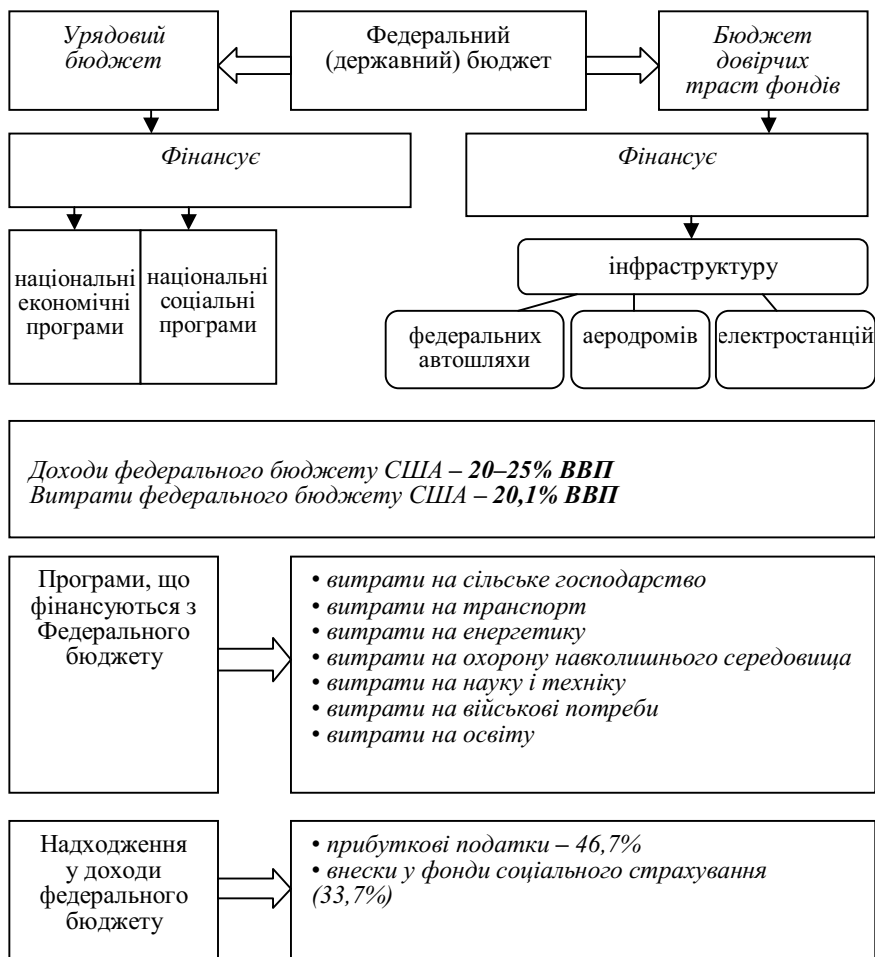 Урядовий
бюджет
Федеральний
(державний) бюджет
Бюджет
довірчих
траст фондів
Фінансує
Фінансує
національні
економічні
програми
національні
соціальні
програми
інфраструктуру
федеральних
автошляхи
аеродромів
електростанцій
Доходи федерального бюджету США – 20–25% ВВП
Витрати федерального бюджету США – 20,1% ВВП
Програми, що
фінансуються з
Федерального
бюджету
• витрати на сільське господарство
• витрати на транспорт
• витрати на енергетику
• витрати на охорону навколишнього середовища
• витрати на науку і техніку
• витрати на військові потреби
• витрати на освіту
Надходження
у доходи
федерального
бюджету
• прибуткові податки – 46,7%
• внески у фонди соціального страхування
(33,7%)